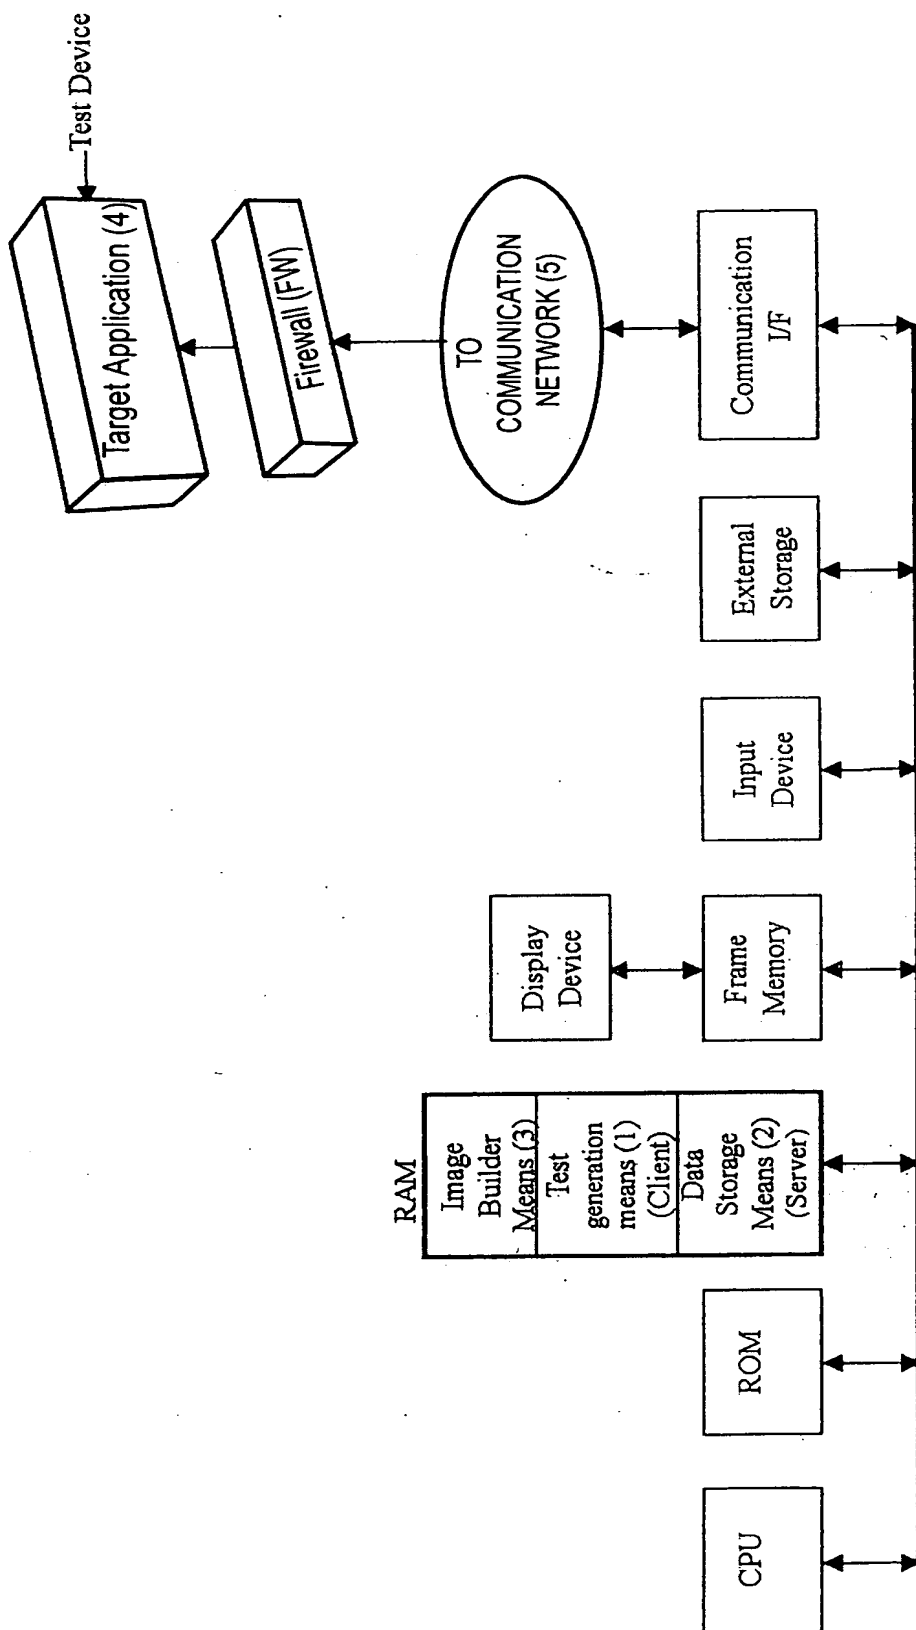 Test Device
Target Application (4)
Firewall (FW)
TO
COMMUNICATION
NETWORK (5)
Communication
I/F
External
Storage
Input
Device
Display
Device
Frame
Memory
RAM
Image
Builder
Means (3)
Test
generation
means (1)
(Client)
Data
Storage
Means (2)
(Server)
ROM
CPU